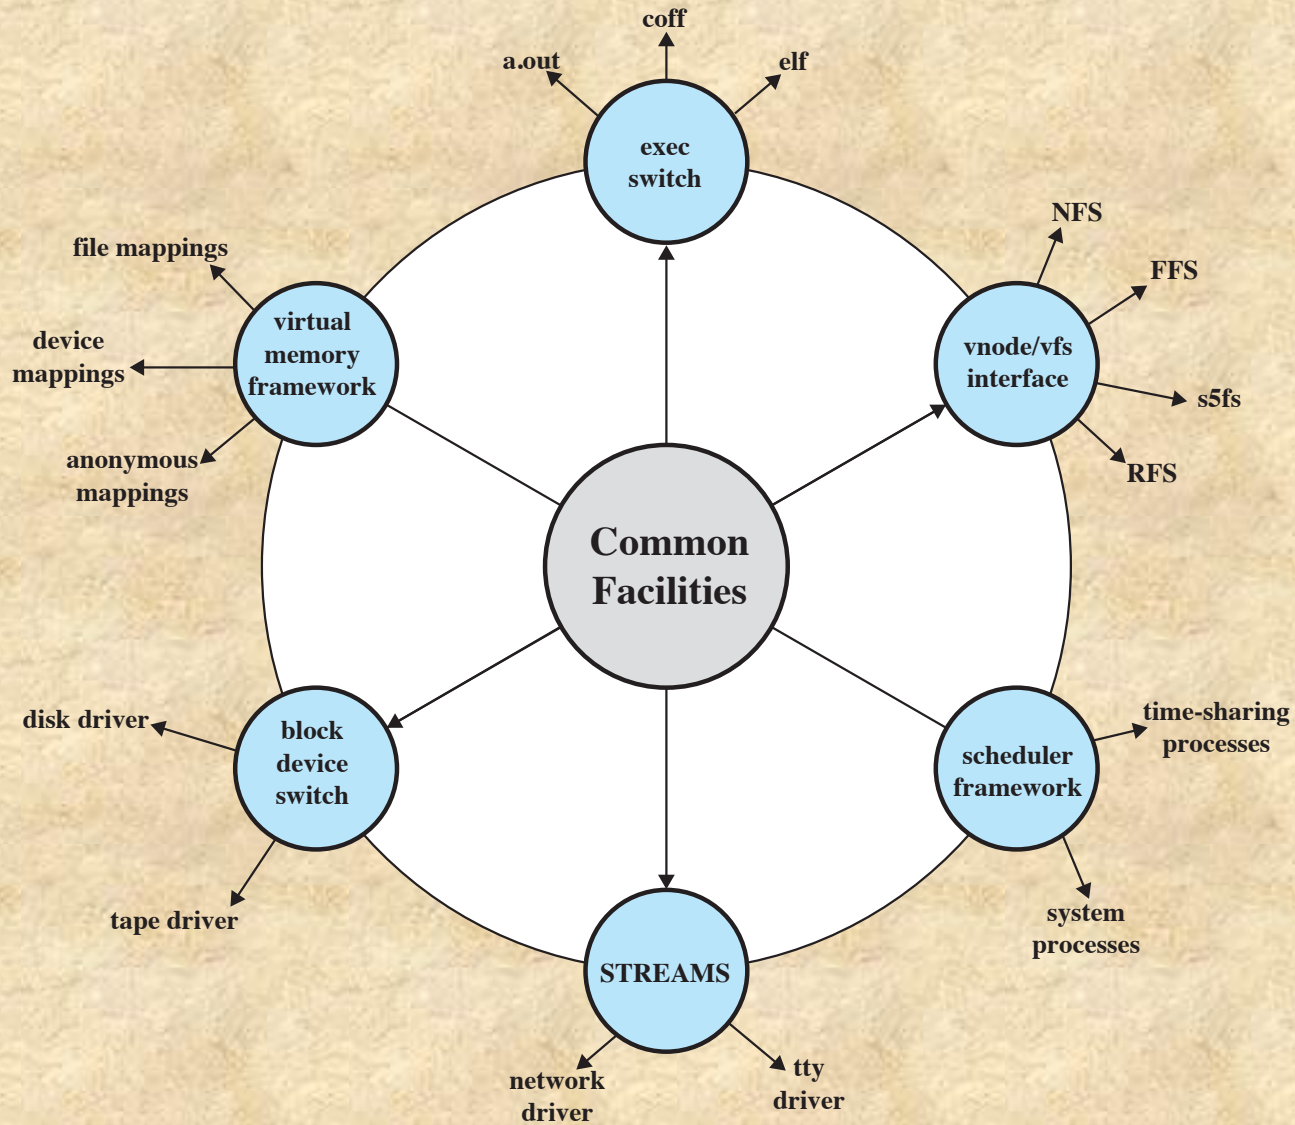 coff
a.out
elf
exec
switch
NFS
FFS
s5fs
RFS
vnode/vfs
interface
file mappings
device
mappings
anonymous
mappings
virtual
memory
framework
Common
Facilities
disk driver
tape driver
block
device
switch
scheduler
framework
time-sharing
processes
system
processes
STREAMS
network
driver
tty
driver